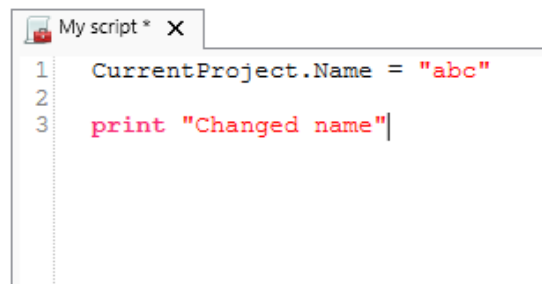 My script * X
1 CurrentProject.Name = "abc"
2
3 print "Changed name"